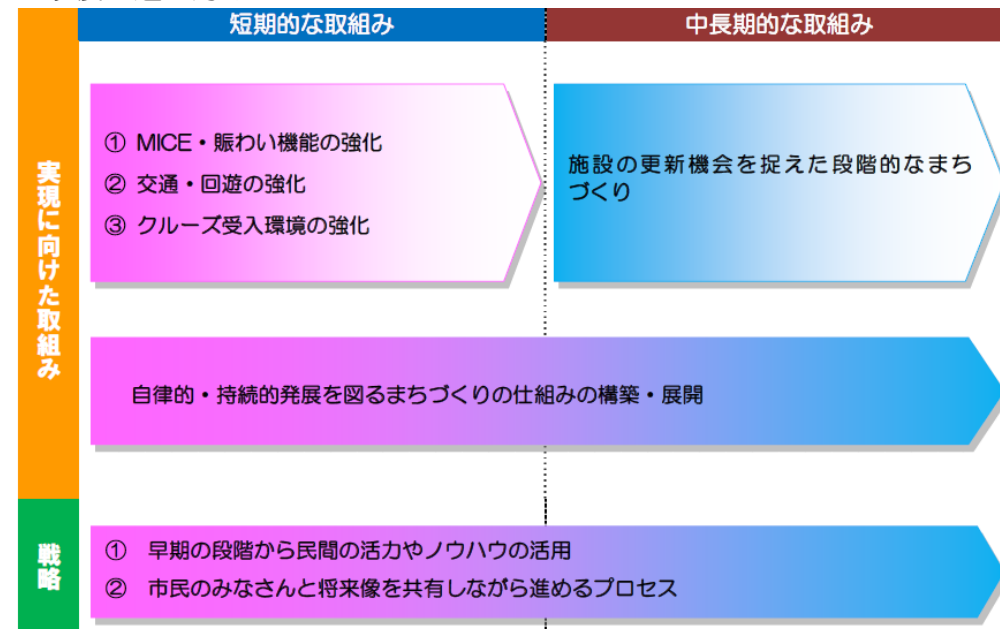 短期的な取組み
中長期的な取組み
実現に向けた取組み
① MICE・賑わい機能の強化
② 交通・回遊の強化
③ クルーズ受入環境の強化
施設の更新機会を捉えた段階的なまち
づくり
自律的・持続的発展を図るまちづくりの仕組みの構築・展開
戦略
① 早期の段階から民間の活力やノウハウの活用
② 市民のみなさんと将来像を共有しながら進めるプロセス